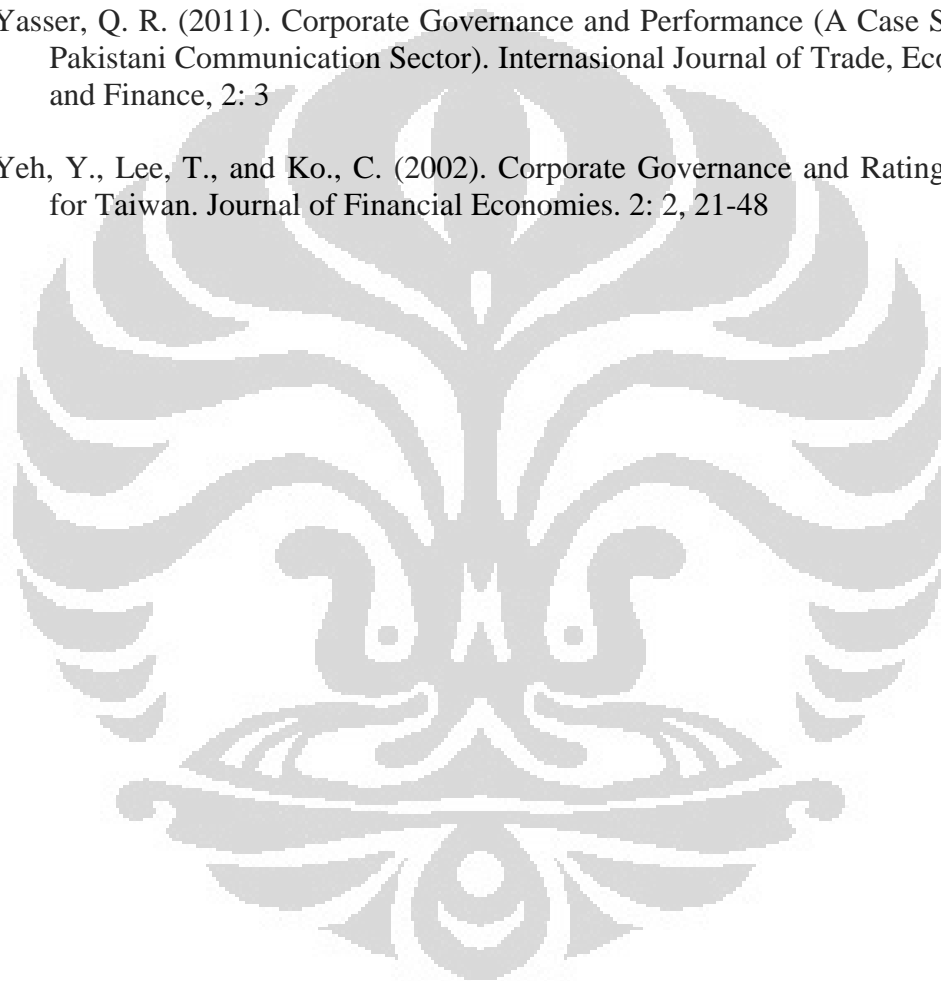 Yasser, Q. R. (2011). Corporate Governance and Performance (A Case S
Pakistani Communication Sector). Internasional Journal of Trade, Eco
and Finance, 2: 3
Yeh, Y., Lee, T., and Ko., C. (2002). Corporate Governance and Rating
for Taiwan. Journal of Financial Economies. 2: 2, 21-48